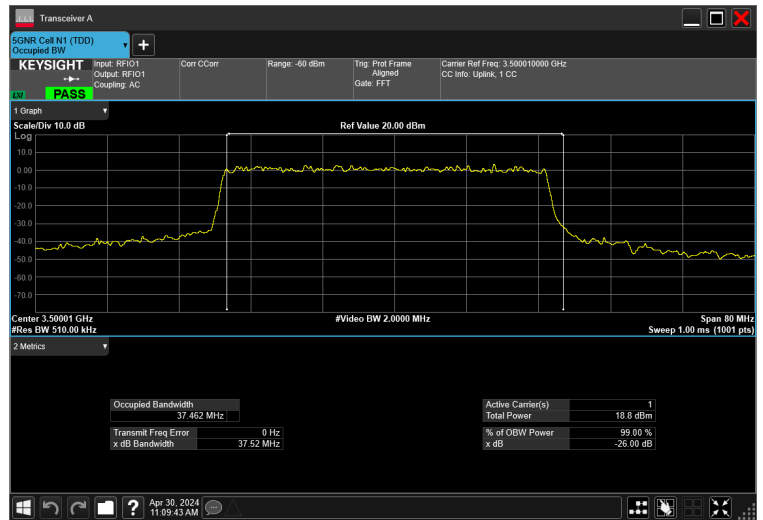 Transceiver A
5GNR Cell N1 (TDD)
Occupied BW
KEYSIGHT
LXI
PASS
Input: RFIO1
Output: RFIO1
Coupling: AC
Corr CCorr
Range: -60 dBm
Trig: Prot Frame
Aligned
Gate: FFT
Carrier Ref Freq: 3.500010000 GHz
CC Info: Uplink, 1 CC
1 Graph
Scale/Div 10.0 dB
Ref Value 20.00 dBm
Log
10.0
0.00
-10.0
-20.0
-30.0
-40.0
-50.0
-60.0
-70.0
Center 3.50001 GHz
#Video BW 2.0000 MHz
Span 80 MHz
#Res BW 510.00 kHz
Sweep 1.00 ms (1001 pts)
2 Metrics
Occupied Bandwidth
37.462 MHz
Transmit Freq Error 0 Hz
x dB Bandwidth 37.52 MHz
Active Carrier(s) 1
Total Power 18.8 dBm
% of OBW Power 99.00 %
x dB -26.00 dB
?
Apr 30, 2024
11:09:43 AM